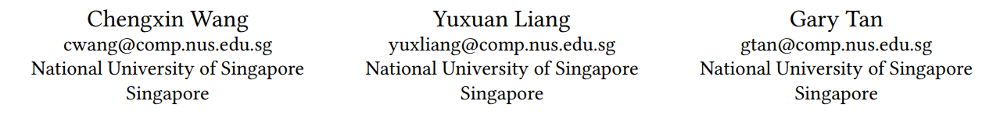 Chengxin Wang
cwang@comp.nus.edu.sg
National University of Singapore
Singapore
Yuxuan Liang
yuxliang@comp.nus.edu.sg
National University of Singapore
Singapore
Gary Tan
gtan@comp.nus.edu.sg
National University of Singapore
Singapore